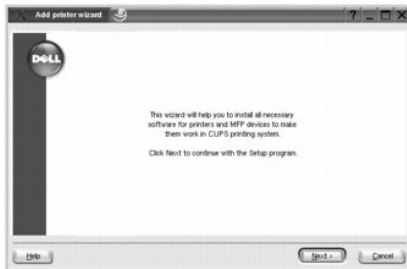 Add printer wizard
DELL
This wizard will help you to install all necessary
software for printers and MFP devices to make
them work in CUPS printing system.
Click Next to continue with the Setup program.
Help
Next >
Cancel